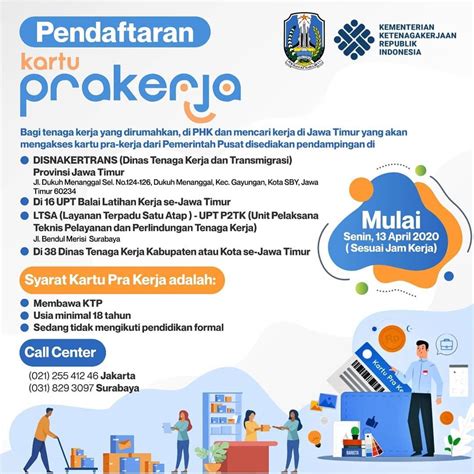 Pendaftaran
kartu
prakerja
KEMENTERIAN
KETENAGAKERJAAN
REPUBLIK
INDONESIA
Bagi tenaga kerja yang dirumahkan, di PHK dan mencari kerja di Jawa Timur yang akan
mengakses kartu pra-kerja dari Pemerintah Pusat disediakan pendampingan di
DISNAKERTRANS (Dinas Tenaga Kerja dan Transmigrasi)
Provinsi Jawa Timur
Jl. Dukuh Menanggal Sel. No.124-126, Dukuh Menanggal, Kec. Gayungan, Kota SBY, Jawa
Timur 60234
Di 16 UPT Balai Latihan Kerja se-Jawa Timur
LTSA (Layanan Terpadu Satu Atap ) - UPT P2TK (Unit Pelaksana
Teknis Pelayanan dan Perlindungan Tenaga Kerja)
Jl. Bendul Merisi Surabaya
Di 38 Dinas Tenaga Kerja Kabupaten atau Kota se-Jawa Timur
Mulai
Senin, 13 April 2020
( Sesuai Jam Kerja)
Syarat Kartu Pra Kerja adalah:
Membawa KTP
Usia minimal 18 tahun
Sedang tidak mengikuti pendidikan formal
Call Center
(021) 255 412 46 Jakarta
(031) 829 3097 Surabaya
Kartu Pra Kerja